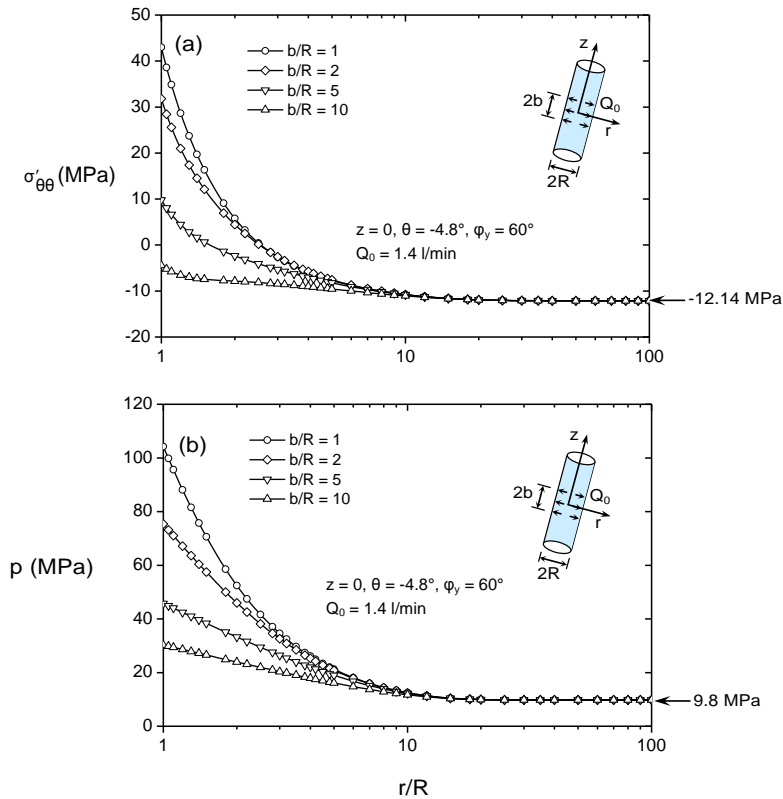 50
40
30
20
10
0
-10
-20
σ′θθ (MPa)
(a)
b/R = 1
b/R = 2
b/R = 5
b/R = 10
z
2b
Q₀
r
2R
z = 0, θ = -4.8°, φy = 60°
Q₀ = 1.4 l/min
-12.14 MPa
1
10
100
120
100
80
60
40
20
0
p (MPa)
(b)
b/R = 1
b/R = 2
b/R = 5
b/R = 10
z
2b
Q₀
r
2R
z = 0, θ = -4.8°, φy = 60°
Q₀ = 1.4 l/min
9.8 MPa
1
10
100
r/R